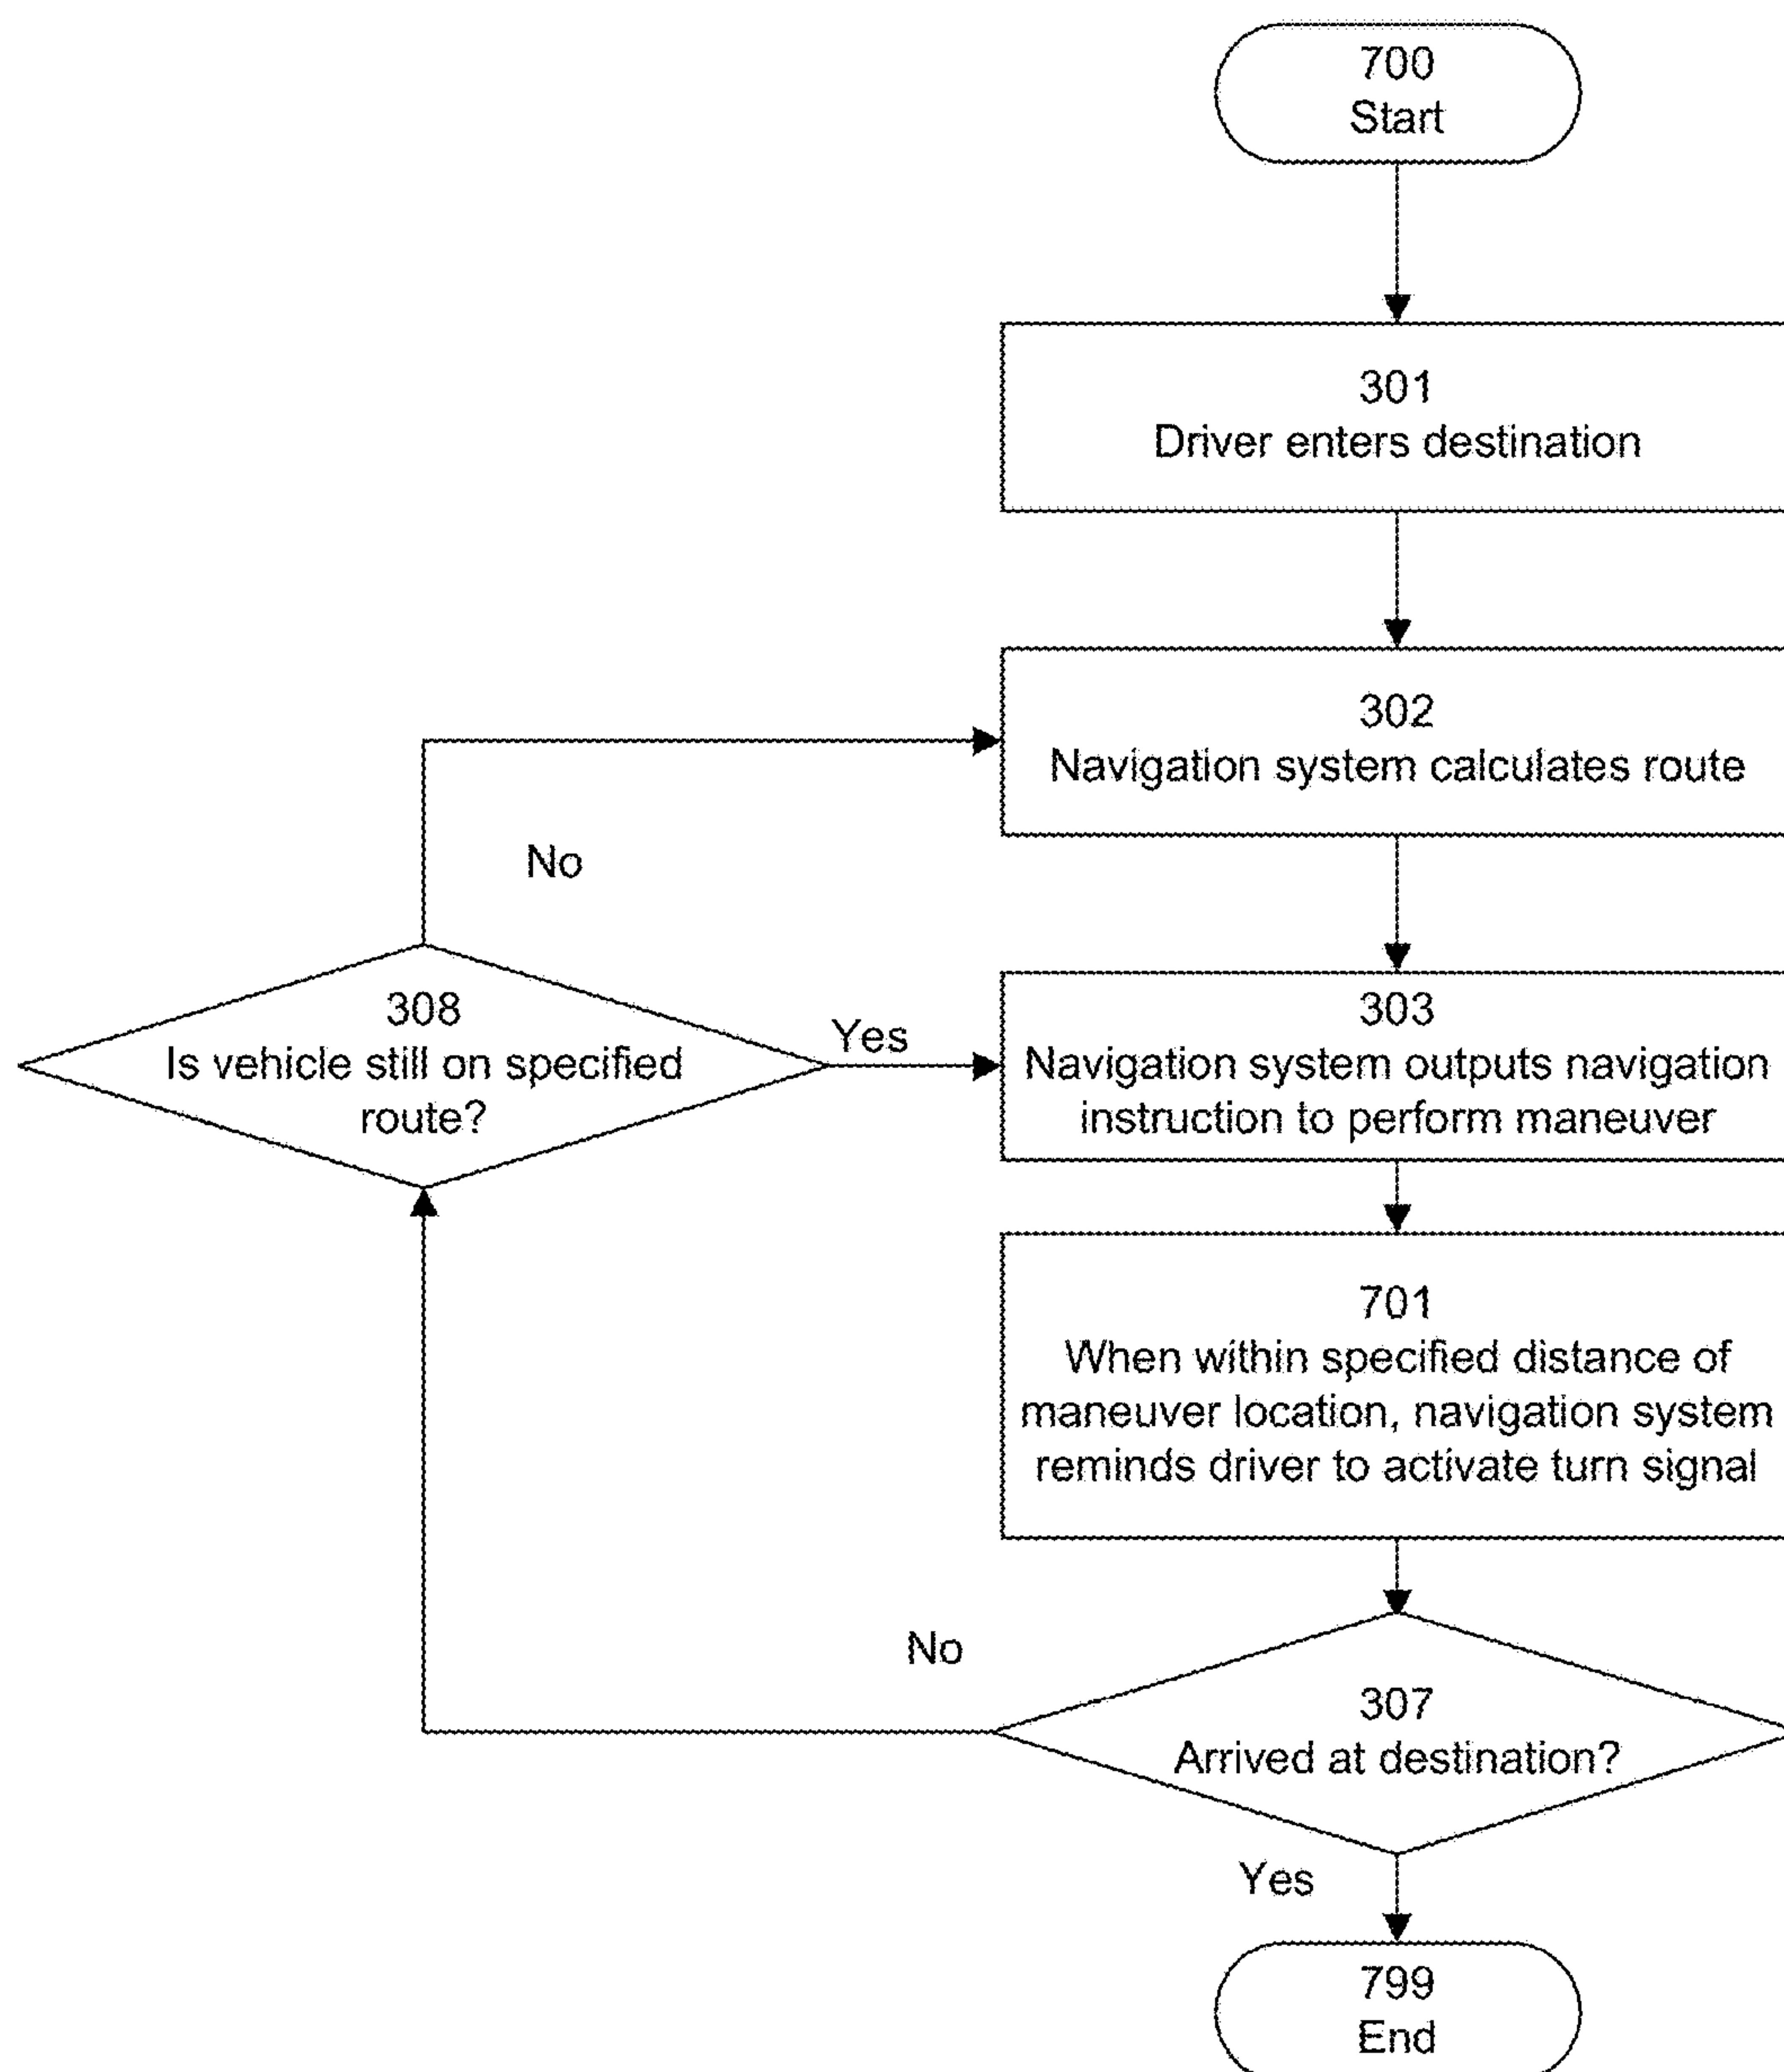 700
Start
301
Driver enters destination
302
Navigation system calculates route
No
308
Is vehicle still on specified
route?
Yes
303
Navigation system outputs navigation
instruction to perform maneuver
701
When within specified distance of
maneuver location, navigation system
reminds driver to activate turn signal
No
307
Arrived at destination?
Yes
799
End